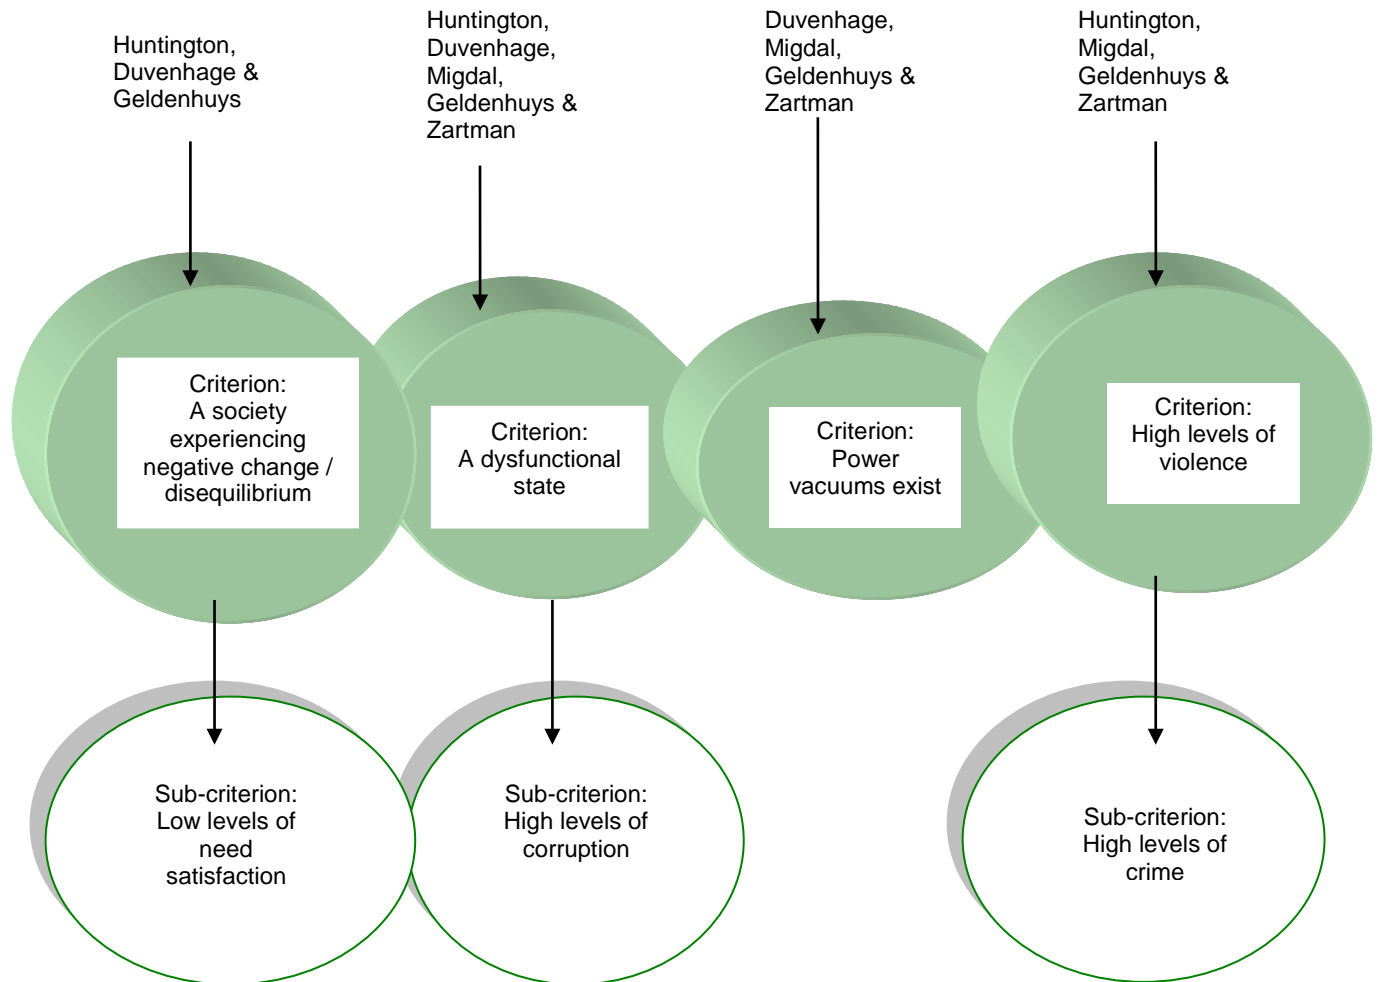 Huntington,
Duvenhage &
Geldenhuys
Huntington,
Duvenhage,
Migdal,
Geldenhuys &
Zartman
Duvenhage,
Migdal,
Geldenhuys &
Zartman
Huntington,
Migdal,
Geldenhuys &
Zartman
Criterion:
A society
experiencing
negative change /
disequilibrium
Criterion:
A dysfunctional
state
Criterion:
Power
vacuums exist
Criterion:
High levels of
violence
Sub-criterion:
Low levels of
need
satisfaction
Sub-criterion:
High levels of
corruption
Sub-criterion:
High levels of
crime